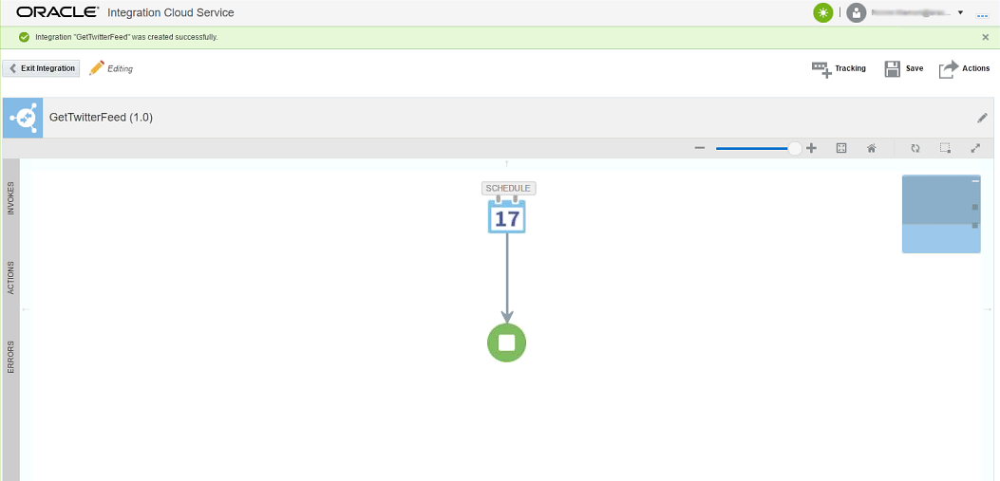 ORACLE® Integration Cloud Service
Integration "GetTwitterFeed" was created successfully.
Exit Integration
Editing
Tracking
Save
Actions
GetTwitterFeed (1.0)
INVOKES
ACTIONS
ERRORS
SCHEDULE
17